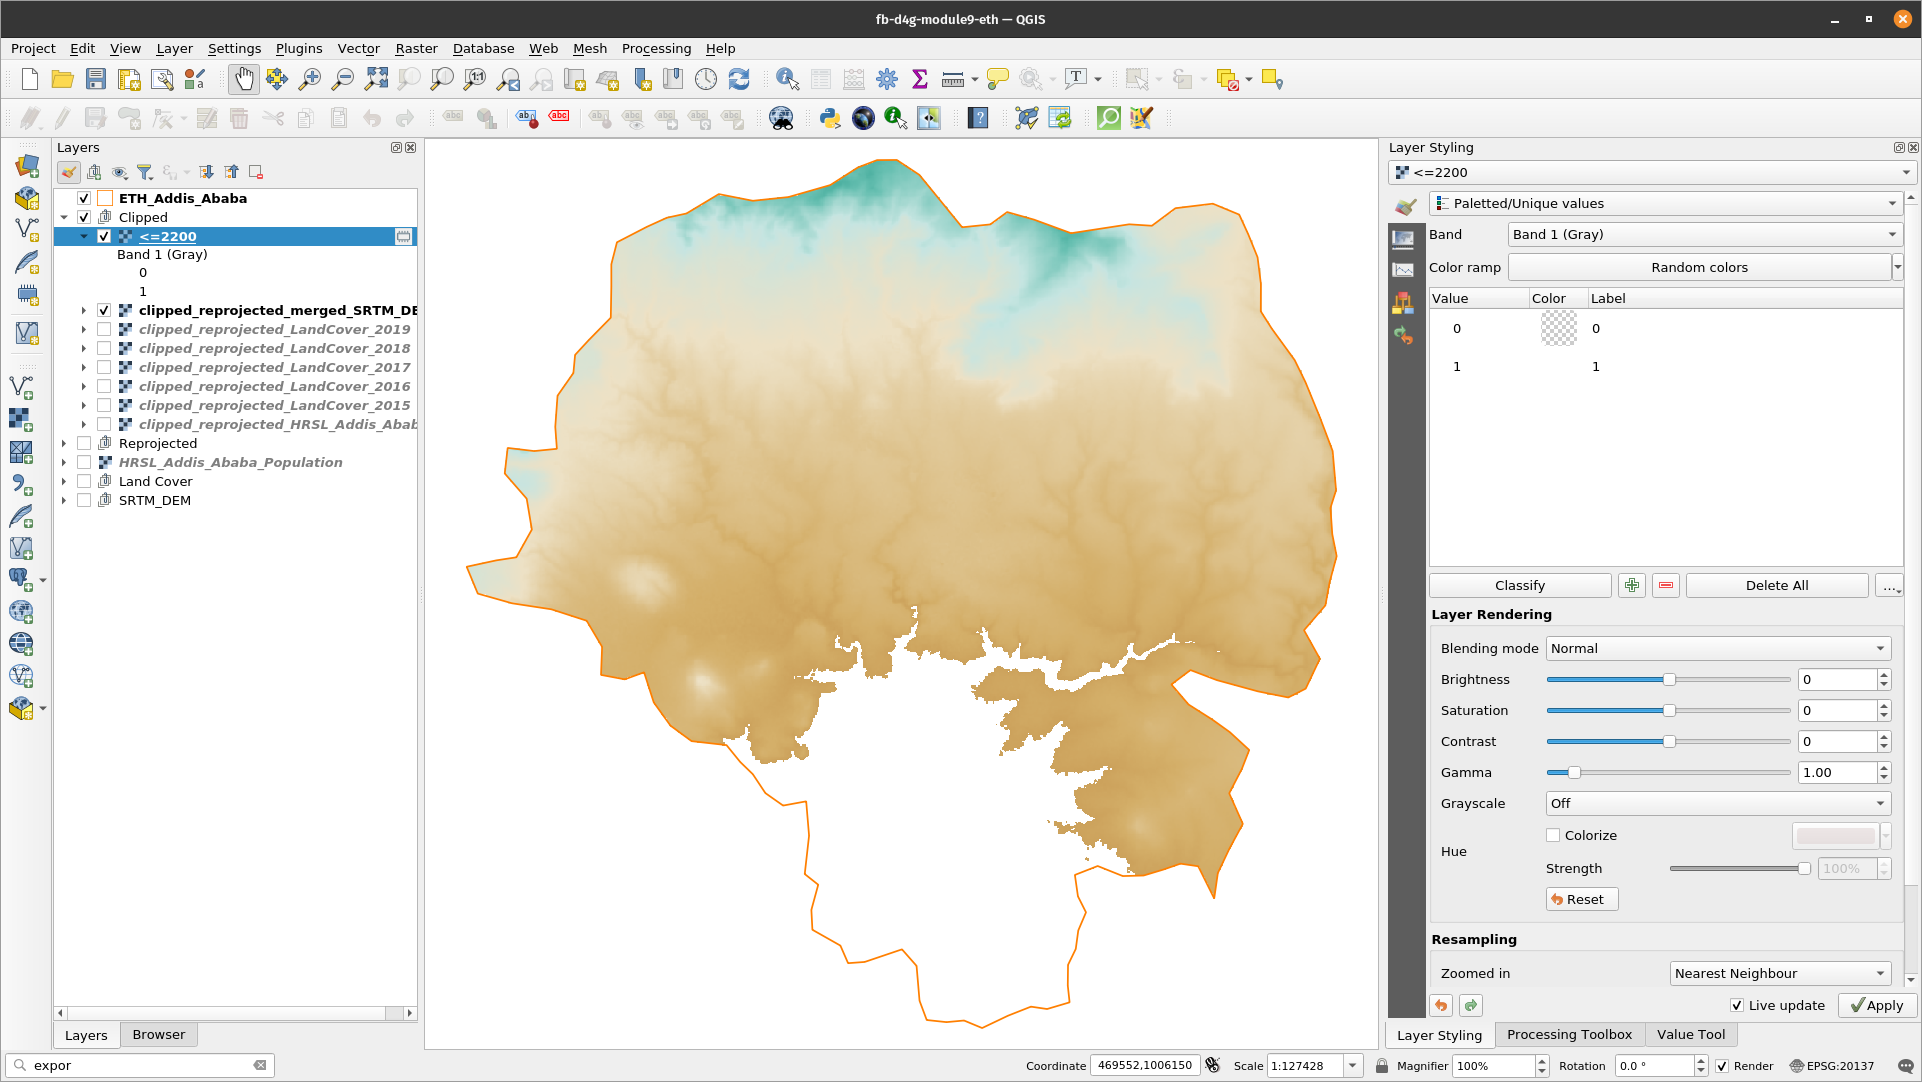 fb-d4g-module9-eth — QGIS
Project Edit View Layer Settings Plugins Vector Raster Database Web Mesh Processing Help
Layers
ETH_Addis_Ababa
Clipped
<=2200
Band 1 (Gray)
0
1
clipped_reprojected_merged_SRTM_DE
clipped_reprojected_LandCover_2019
clipped_reprojected_LandCover_2018
clipped_reprojected_LandCover_2017
clipped_reprojected_LandCover_2016
clipped_reprojected_LandCover_2015
clipped_reprojected_HRSL_Addis_Abab
Reprojected
HRSL_Addis_Ababa_Population
Land Cover
SRTM_DEM
Layers Browser
Layer Styling
<=2200
Paletted/Unique values
Band Band 1 (Gray)
Color ramp Random colors
Value Color Label
0 0
1 1
Classify Delete All ...
Layer Rendering
Blending mode Normal
Brightness 0
Saturation 0
Contrast 0
Gamma 1.00
Grayscale Off
Colorize
Hue
Strength 100%
Reset
Resampling
Zoomed in Nearest Neighbour
Live update Apply
Layer Styling Processing Toolbox Value Tool
expor
Coordinate 469552,1006150 Scale 1:127428 Magnifier 100% Rotation 0.0 ° Render EPSG:20137